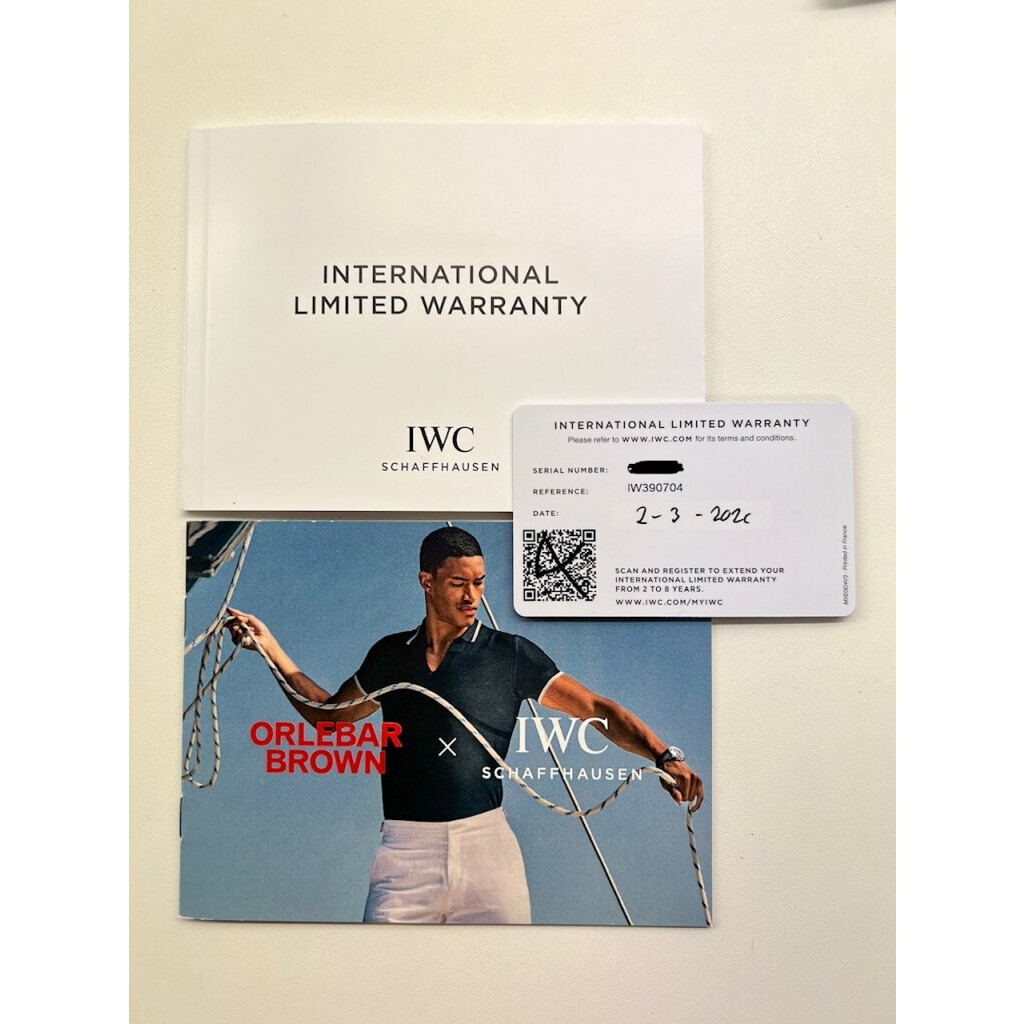 INTERNATIONAL
LIMITED WARRANTY
IWC
SCHAFFHAUSEN
INTERNATIONAL LIMITED WARRANTY
Please refer to WWW.IWC.COM for its terms and conditions.
SERIAL NUMBER:
REFERENCE: IW390704
DATE: 2-3-
SCAN AND REGISTER TO EXTEND YOUR
INTERNATIONAL LIMITED WARRANTY
FROM 2 TO 8 YEARS.
WWW.IWC.COM/MYIWC
Printed in France
ORLEBAR
BROWN
×
IWC
SCHAFFHAUSEN